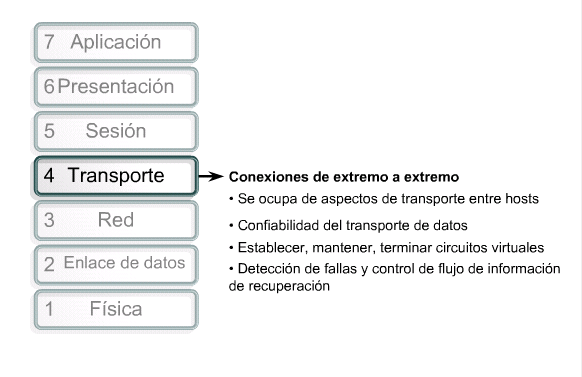 7 Aplicación
6 Presentación
5 Sesión
4 Transporte
3 Red
2 Enlace de datos
1 Física
Conexiones de extremo a extremo
• Se ocupa de aspectos de transporte entre hosts
• Confiabilidad del transporte de datos
• Establecer, mantener, terminar circuitos virtuales
• Detección de fallas y control de flujo de información
de recuperación